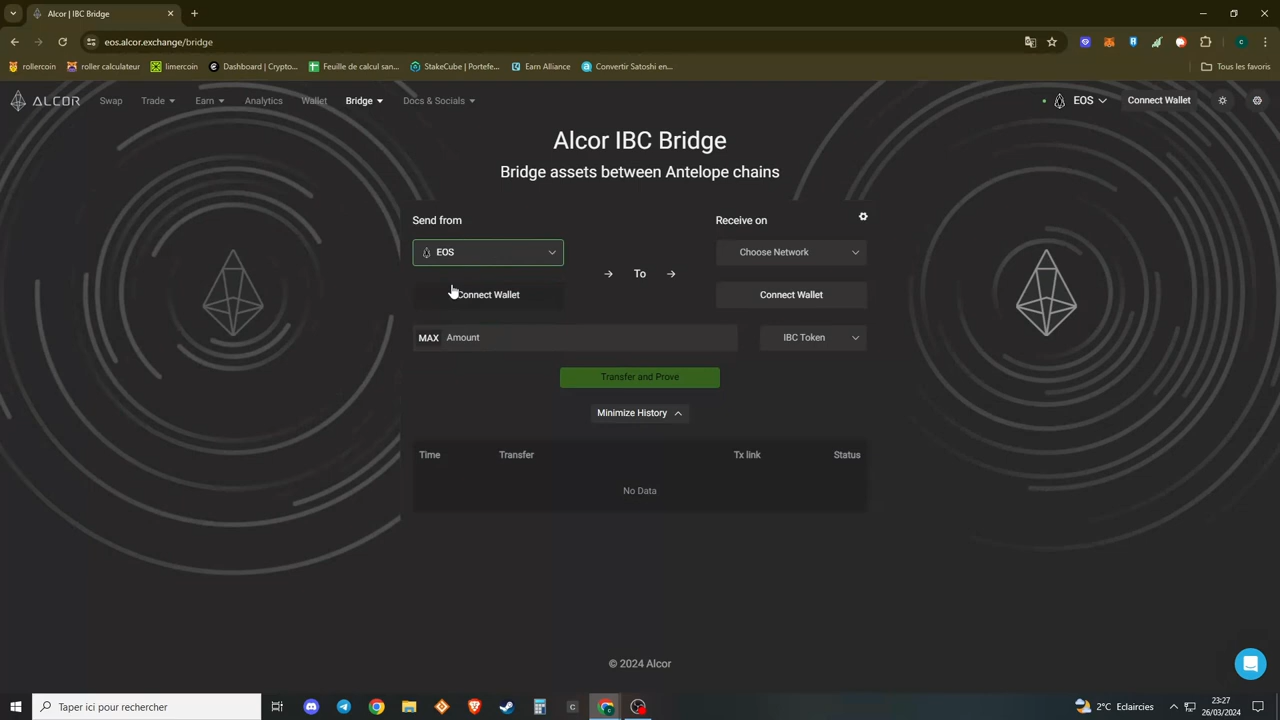 Alcor | IBC Bridge
eos.alcor.exchange/bridge
rollercoin
roller calculateur
limercoin
Dashboard | Crypto...
Feuille de calcul san...
StakeCube | Portefe...
Earn Alliance
Convertir Satoshi en...
Tous les favoris
ALCOR
Swap
Trade
Earn
Analytics
Wallet
Bridge
Docs & Socials
EOS
Connect Wallet
Alcor IBC Bridge
Bridge assets between Antelope chains
Send from
Receive on
EOS
Choose Network
To
Connect Wallet
Connect Wallet
MAX Amount
IBC Token
Transfer and Prove
Minimize History
Time Transfer Tx link Status
No Data
© 2024 Alcor
Taper ici pour rechercher
2°C Eclaircies
23:27
26/03/2024